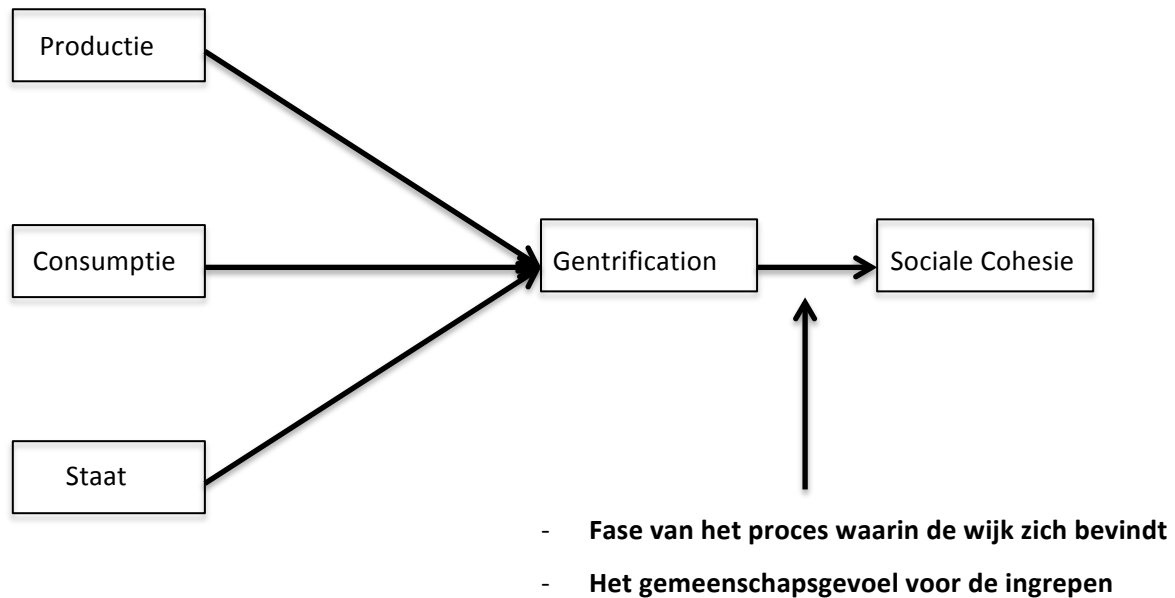 Productie
Consumptie
Gentrification
Sociale Cohesie
Staat
- Fase van het proces waarin de wijk zich bevindt
- Het gemeenschapsgevoel voor de ingrepen